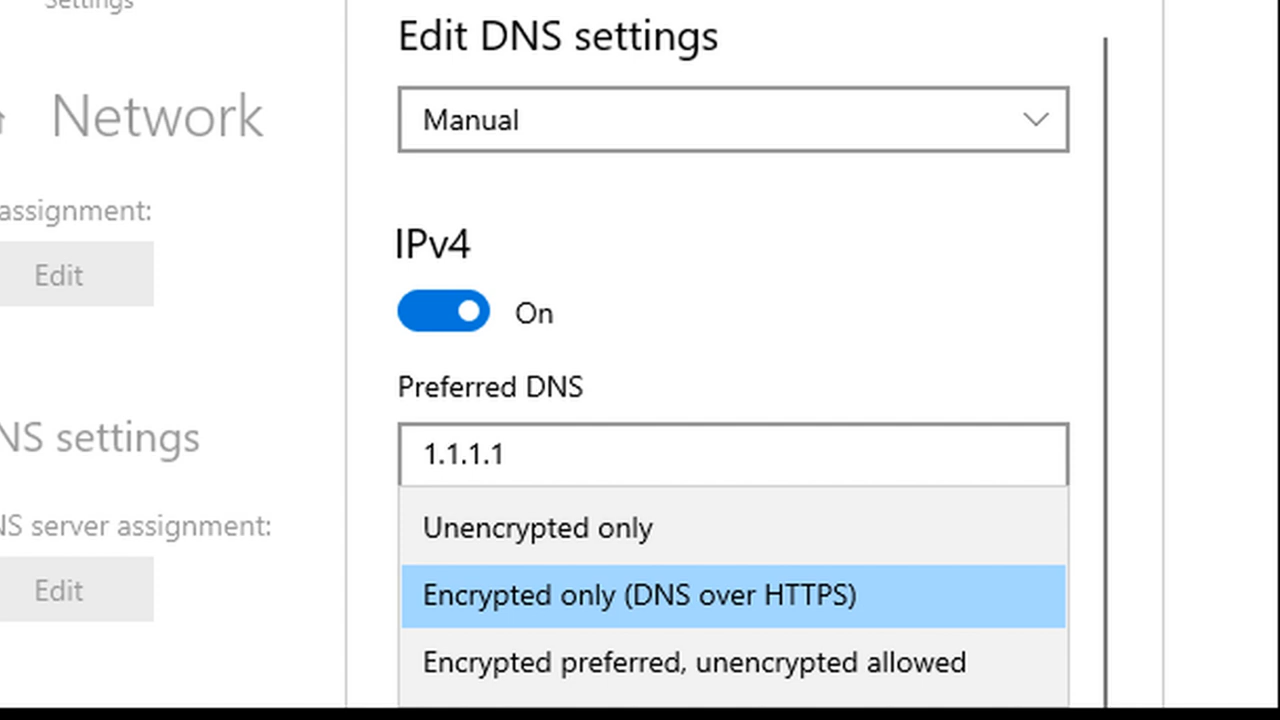 Settings
Network
assignment:
Edit
NS settings
NS server assignment:
Edit
Edit DNS settings
Manual
IPv4
On
Preferred DNS
1.1.1.1
Unencrypted only
Encrypted only (DNS over HTTPS)
Encrypted preferred, unencrypted allowed